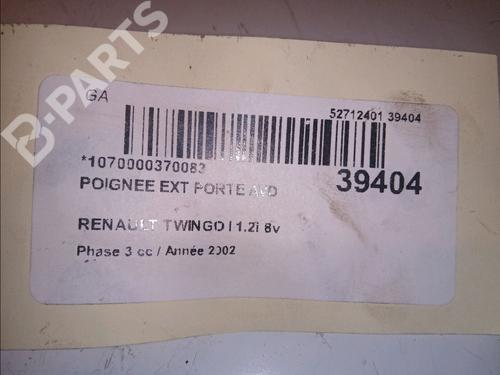 B-PARTS
GA
52712401 39404
*1070000370083
39404
POIGNEE EXT PORTE AVD
RENAULT TWINGO I 1.2i 8v
Phase 3 cc / Année 2002